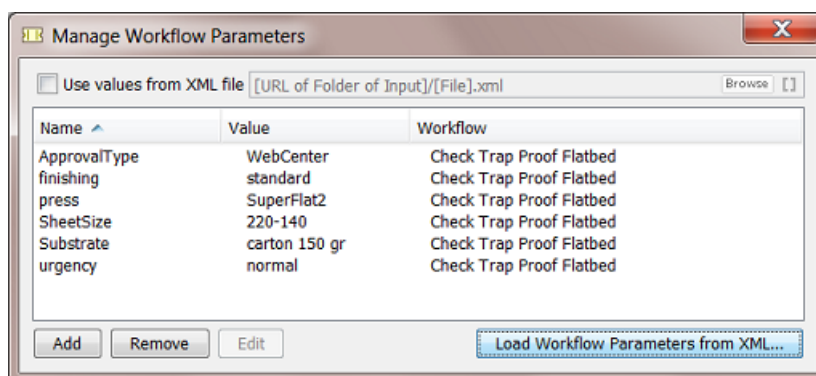 Manage Workflow Parameters
Use values from XML file [URL of Folder of Input]/[File].xml Browse []
Name Value Workflow
ApprovalType WebCenter Check Trap Proof Flatbed
finishing standard Check Trap Proof Flatbed
press SuperFlat2 Check Trap Proof Flatbed
SheetSize 220-140 Check Trap Proof Flatbed
Substrate carton 150 gr Check Trap Proof Flatbed
urgency normal Check Trap Proof Flatbed
Add Remove Edit Load Workflow Parameters from XML...